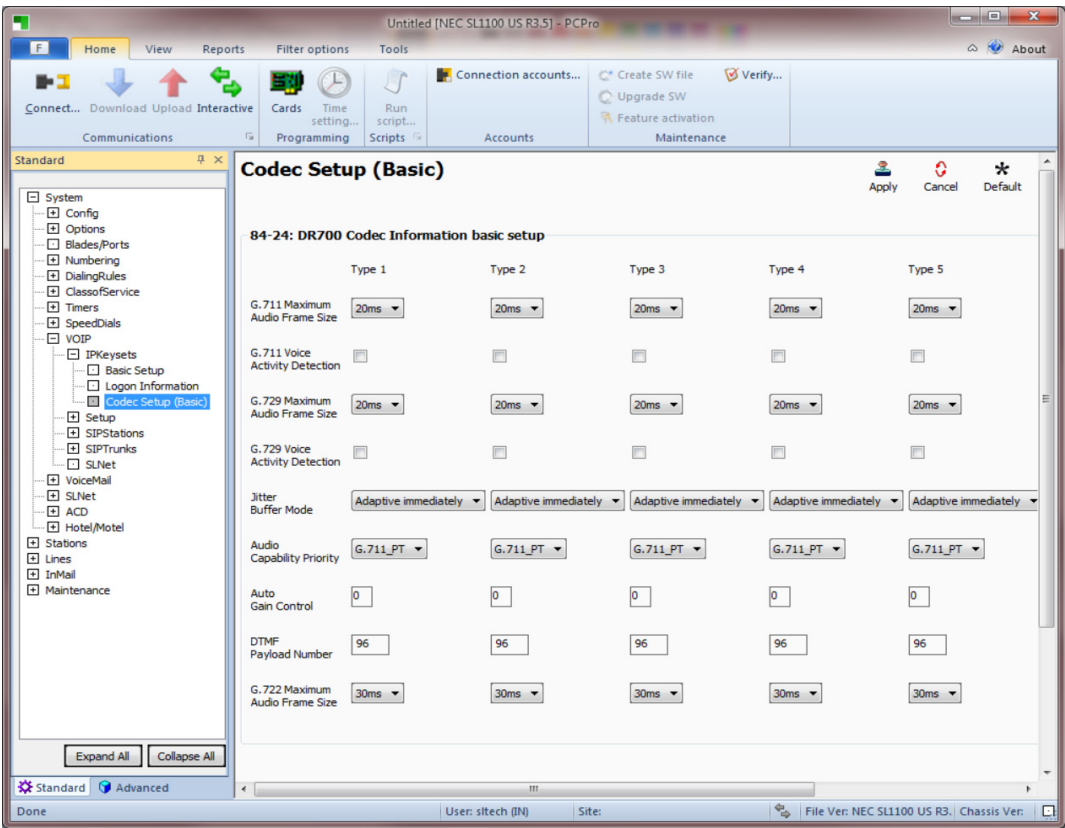 Untitled [NEC SL1100 US R3.5] - PCPro
F Home View Reports Filter options Tools About
Connect... Download Upload Interactive
Communications
Cards Time setting...
Programming
Run script...
Scripts
Connection accounts...
Accounts
Create SW file
Upgrade SW
Feature activation
Verify...
Maintenance
Standard
System
Config
Options
Blades/Ports
Numbering
DialingRules
ClassofService
Timers
SpeedDials
VOIP
IPKeysets
Basic Setup
Logon Information
Codec Setup (Basic)
Setup
SIPStations
SIPTrunks
SLNet
VoiceMail
SLNet
ACD
Hotel/Motel
Stations
Lines
InMail
Maintenance
Expand All Collapse All
Standard Advanced
Codec Setup (Basic)
Apply Cancel Default
84-24: DR700 Codec Information basic setup
Type 1 Type 2 Type 3 Type 4 Type 5
G.711 Maximum
Audio Frame Size
20ms 20ms 20ms 20ms 20ms
G.711 Voice
Activity Detection
G.729 Maximum
Audio Frame Size
20ms 20ms 20ms 20ms 20ms
G.729 Voice
Activity Detection
Jitter
Buffer Mode
Adaptive immediately Adaptive immediately Adaptive immediately Adaptive immediately Adaptive immediately
Audio
Capability Priority
G.711_PT G.711_PT G.711_PT G.711_PT G.711_PT
Auto
Gain Control
0 0 0 0 0
DTMF
Payload Number
96 96 96 96 96
G.722 Maximum
Audio Frame Size
30ms 30ms 30ms 30ms 30ms
Done User: sltech (IN) Site: File Ver: NEC SL1100 US R3. Chassis Ver: